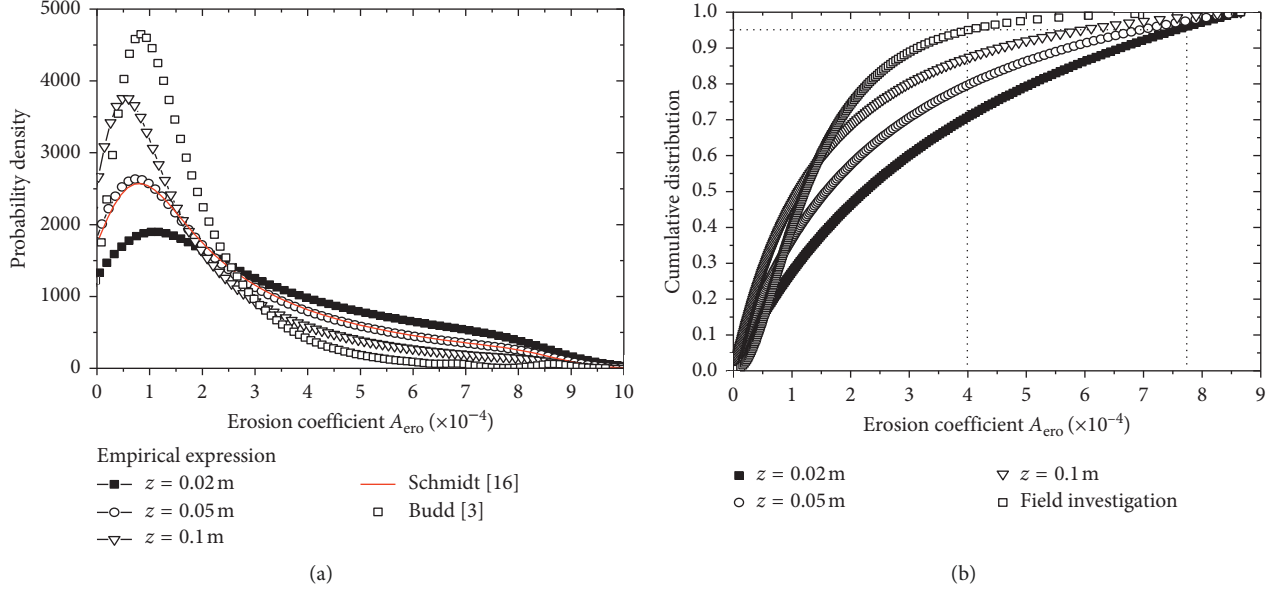 5000
4000
3000
2000
1000
0
Probability density
0 1 2 3 4 5 6 7 8 9 10
Erosion coefficient A_ero (×10⁻⁴)
Empirical expression
z = 0.02 m
z = 0.05 m
z = 0.1 m
Schmidt [16]
Budd [3]
(a)
1.0
0.9
0.8
0.7
0.6
0.5
0.4
0.3
0.2
0.1
0.0
Cumulative distribution
0 1 2 3 4 5 6 7 8 9
Erosion coefficient A_ero (×10⁻⁴)
z = 0.02 m
z = 0.05 m
z = 0.1 m
Field investigation
(b)